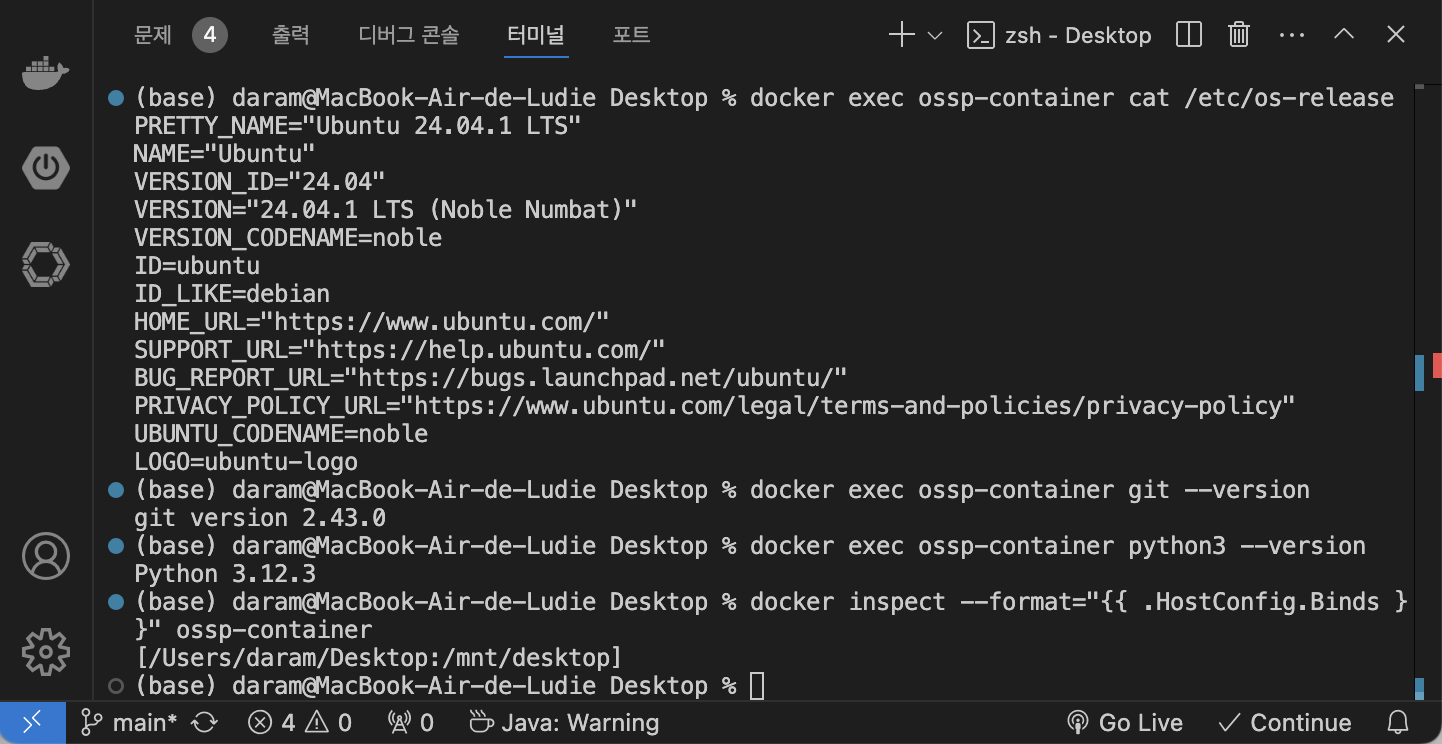 문제 4 출력 디버그 콘솔 터미널 포트 zsh - Desktop
(base) daram@MacBook-Air-de-Ludie Desktop % docker exec ossp-container cat /etc/os-release
PRETTY_NAME="Ubuntu 24.04.1 LTS"
NAME="Ubuntu"
VERSION_ID="24.04"
VERSION="24.04.1 LTS (Noble Numbat)"
VERSION_CODENAME=noble
ID=ubuntu
ID_LIKE=debian
HOME_URL="https://www.ubuntu.com/"
SUPPORT_URL="https://help.ubuntu.com/"
BUG_REPORT_URL="https://bugs.launchpad.net/ubuntu/"
PRIVACY_POLICY_URL="https://www.ubuntu.com/legal/terms-and-policies/privacy-policy"
UBUNTU_CODENAME=noble
LOGO=ubuntu-logo
(base) daram@MacBook-Air-de-Ludie Desktop % docker exec ossp-container git --version
git version 2.43.0
(base) daram@MacBook-Air-de-Ludie Desktop % docker exec ossp-container python3 --version
Python 3.12.3
(base) daram@MacBook-Air-de-Ludie Desktop % docker inspect --format="{{ .HostConfig.Binds }
}" ossp-container
[/Users/daram/Desktop:/mnt/desktop]
(base) daram@MacBook-Air-de-Ludie Desktop %
main* 4 0 0 Java: Warning Go Live Continue